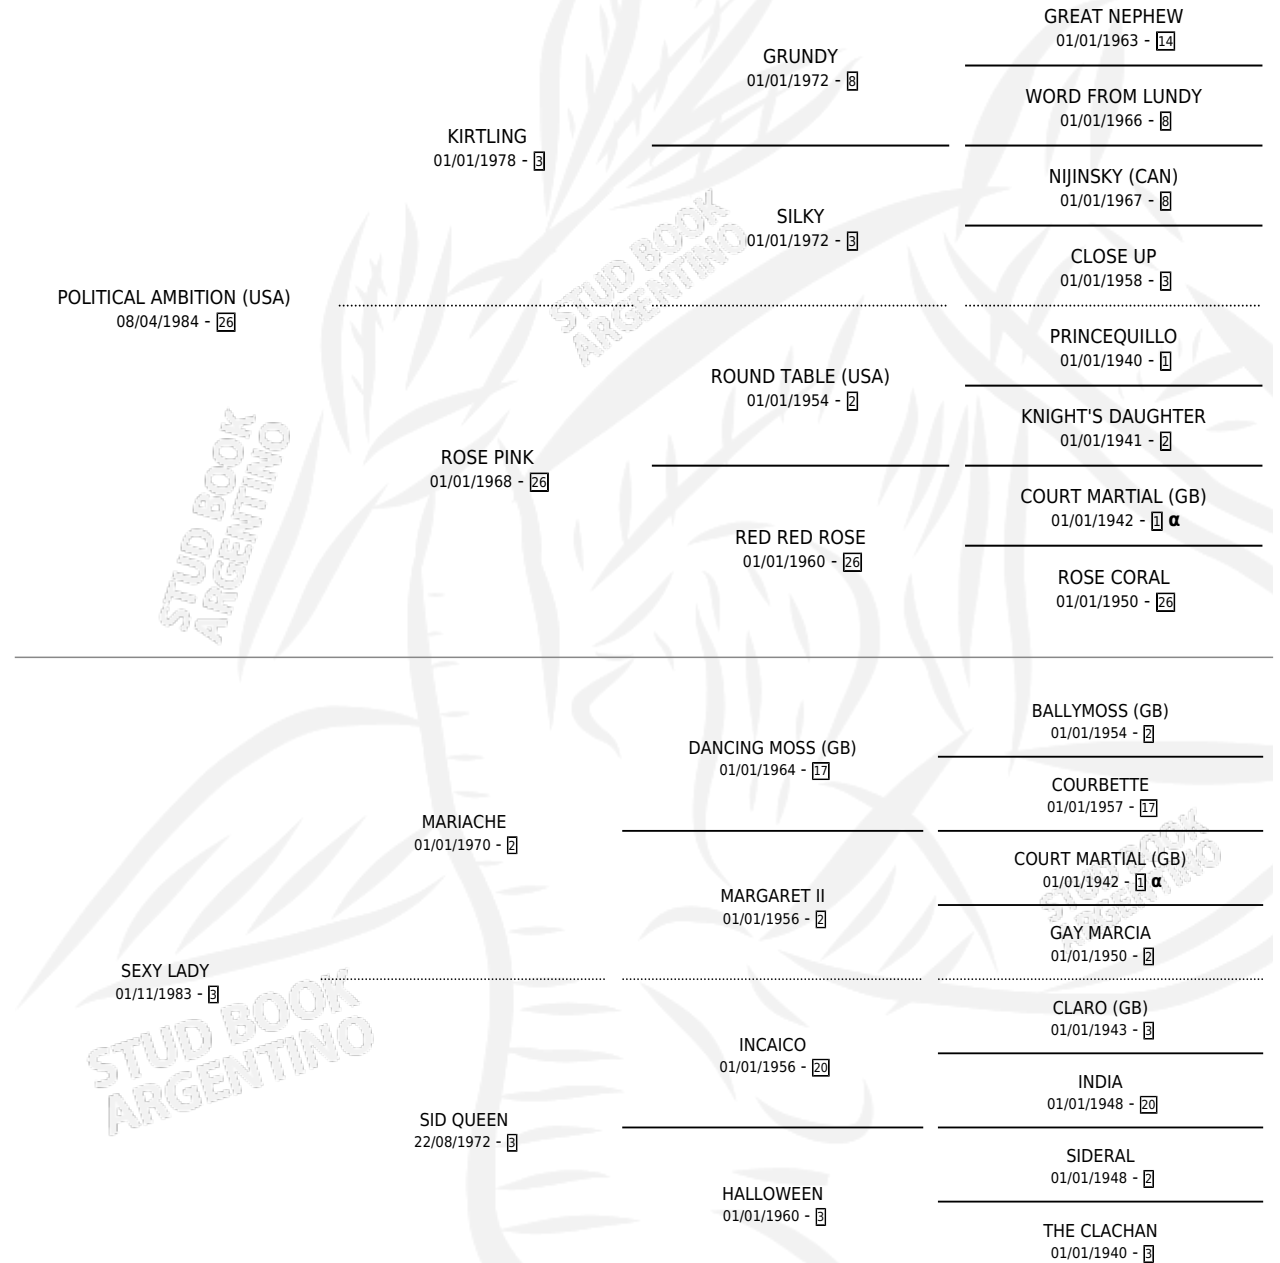 GREAT NEPHEW
01/01/1963 - 14
GRUNDY
01/01/1972 - 8
WORD FROM LUNDY
01/01/1966 - 8
KIRTLING
01/01/1978 - 3
NIJINSKY (CAN)
01/01/1967 - 8
SILKY
01/01/1972 - 3
CLOSE UP
01/01/1958 - 3
POLITICAL AMBITION (USA)
08/04/1984 - 26
PRINCEQUILLO
01/01/1940 - 1
ROUND TABLE (USA)
01/01/1954 - 2
KNIGHT'S DAUGHTER
01/01/1941 - 2
ROSE PINK
01/01/1968 - 26
COURT MARTIAL (GB)
01/01/1942 - 1 α
RED RED ROSE
01/01/1960 - 26
ROSE CORAL
01/01/1950 - 26
BALLYMOSS (GB)
01/01/1954 - 2
DANCING MOSS (GB)
01/01/1964 - 17
COURBETTE
01/01/1957 - 17
MARIACHE
01/01/1970 - 2
COURT MARTIAL (GB)
01/01/1942 - 1 α
MARGARET II
01/01/1956 - 2
GAY MARCIA
01/01/1950 - 2
SEXY LADY
01/11/1983 - 3
CLARO (GB)
01/01/1943 - 3
INCAICO
01/01/1956 - 20
INDIA
01/01/1948 - 20
SID QUEEN
22/08/1972 - 3
SIDERAL
01/01/1948 - 2
HALLOWEEN
01/01/1960 - 3
THE CLACHAN
01/01/1940 - 3
STUD BOOK
ARGENTINO
STUD BOOK
ARGENTINO
STUD BOOK
ARGENTINO
STUD BOOK
ARGENTINO